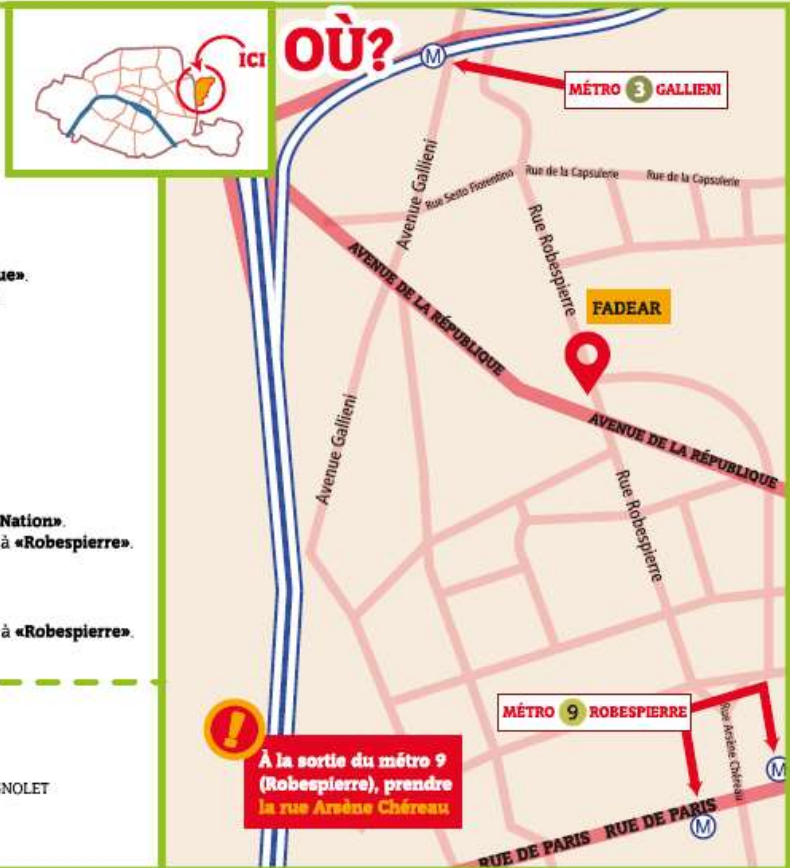 ICI
OÙ?
MÉTRO 3 GALLIENI
M
Avenue Gallieni
Rue Sesto Fiorentino
Rue de la Capsulerie
Rue de la Capsulerie
Rue Robespierre
AVENUE DE LA RÉPUBLIQUE
FADEAR
AVENUE DE LA RÉPUBLIQUE
Avenue Gallieni
Rue Robespierre
ue».
Nation».
à «Robespierre».
à «Robespierre».
GNOLET
MÉTRO 9 ROBESPIERRE
Rue Arsène Chéreau
M
M
!
À la sortie du métro 9
(Robespierre), prendre
la rue Arsène Chéreau
RUE DE PARIS
RUE DE PARIS